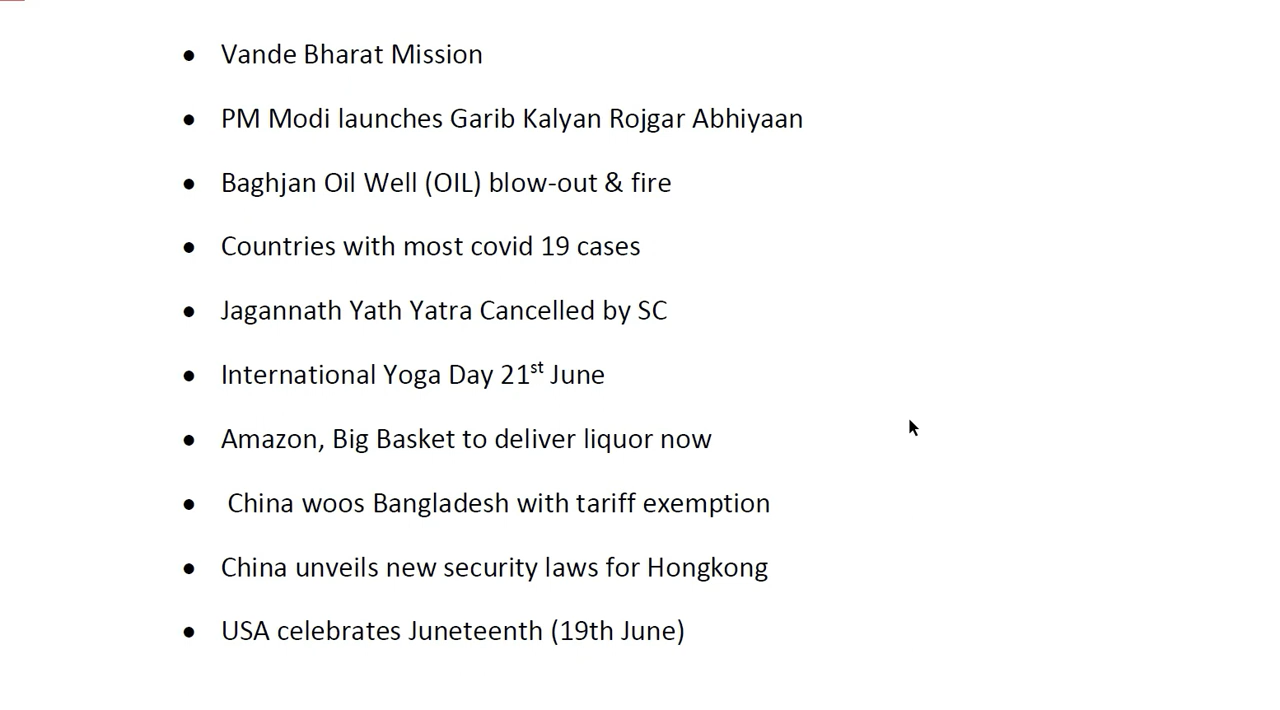 • Vande Bharat Mission
• PM Modi launches Garib Kalyan Rojgar Abhiyaan
• Baghjan Oil Well (OIL) blow-out & fire
• Countries with most covid 19 cases
• Jagannath Yath Yatra Cancelled by SC
• International Yoga Day 21st June
• Amazon, Big Basket to deliver liquor now
• China woos Bangladesh with tariff exemption
• China unveils new security laws for Hongkong
• USA celebrates Juneteenth (19th June)